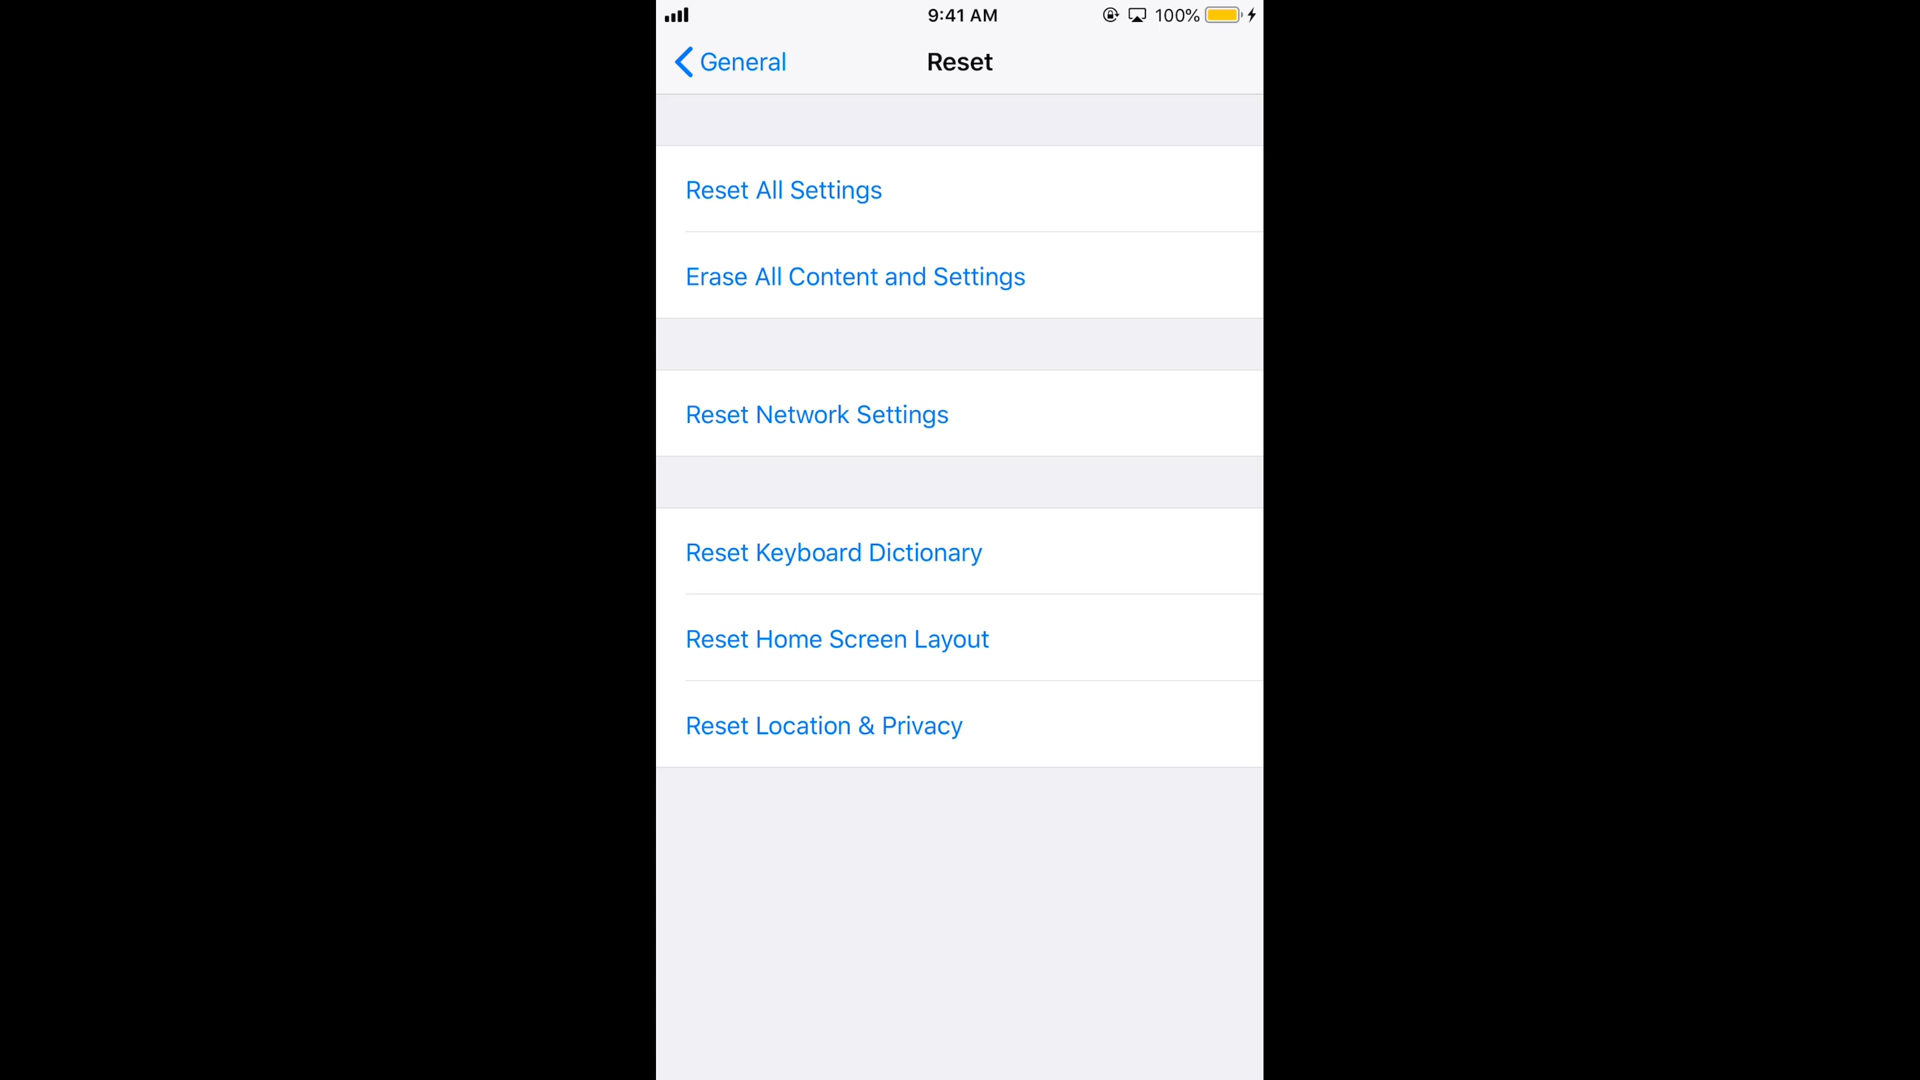 9:41 AM
100%
General
Reset
Reset All Settings
Erase All Content and Settings
Reset Network Settings
Reset Keyboard Dictionary
Reset Home Screen Layout
Reset Location & Privacy